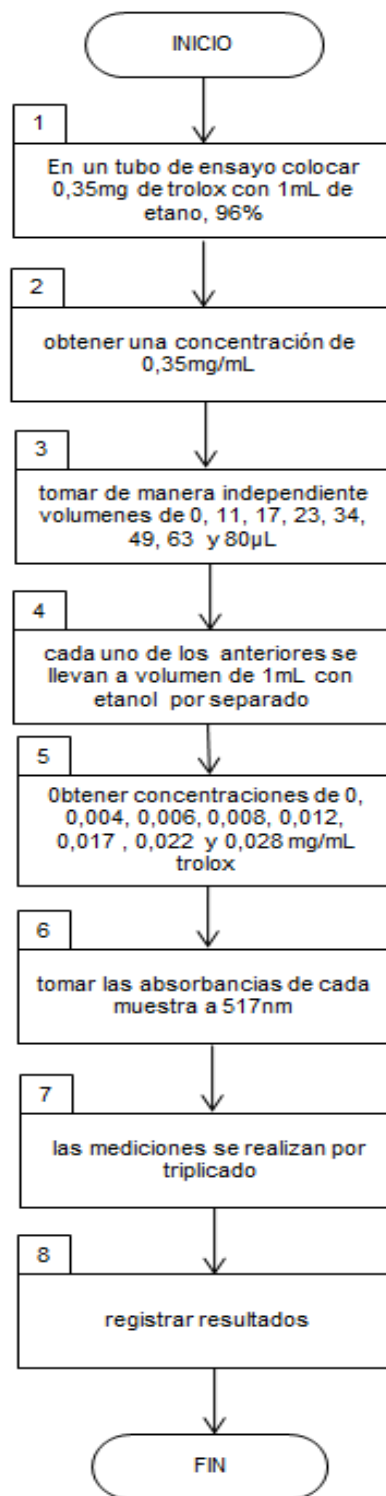 INICIO
1
En un tubo de ensayo colocar
0,35mg de trolox con 1mL de
etano, 96%
2
obtener una concentración de
0,35mg/mL
3
tomar de manera independiente
volumenes de 0, 11, 17, 23, 34,
49, 63 y 80µL
4
cada uno de los anteriores se
llevan a volumen de 1mL con
etanol por separado
5
Obtener concentraciones de 0,
0,004, 0,006, 0,008, 0,012,
0,017 , 0,022 y 0,028 mg/mL
trolox
6
tomar las absorbancias de cada
muestra a 517nm
7
las mediciones se realizan por
triplicado
8
registrar resultados
FIN